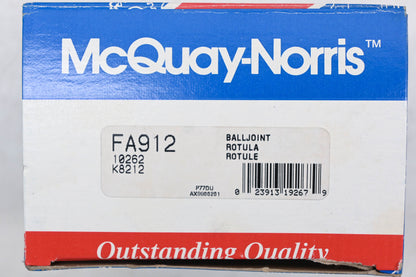 McQuay-Norris™
FA912
10262
K8212
BALLJOINT
ROTULA
ROTULE
P77DU
0 23913 19267 9
Outstanding Quality